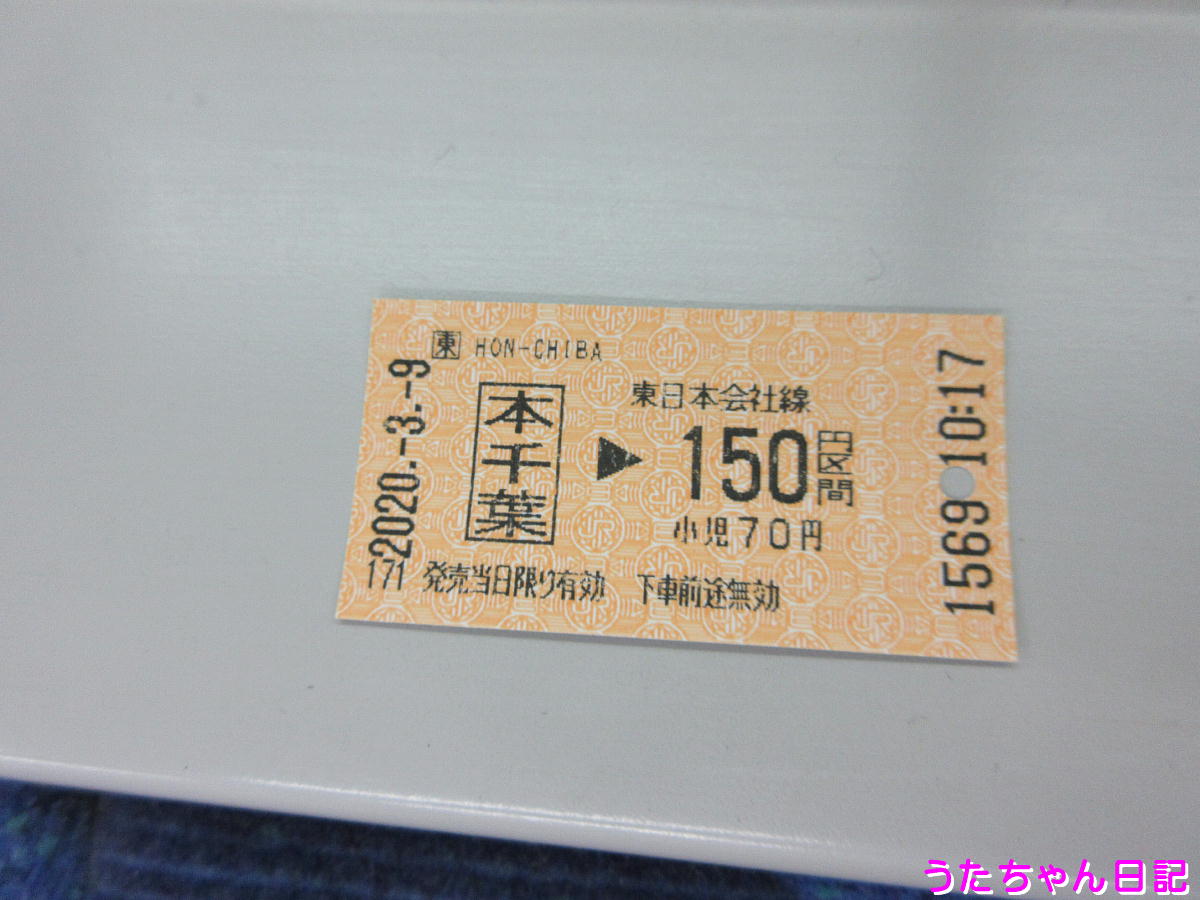 東 HON-CHIBA
2020.-3.-9
171
本千葉
▶
東日本会社線
150円区間
小児70円
発売当日限り有効 下車前途無効
1569 10:17
うたちゃん日記